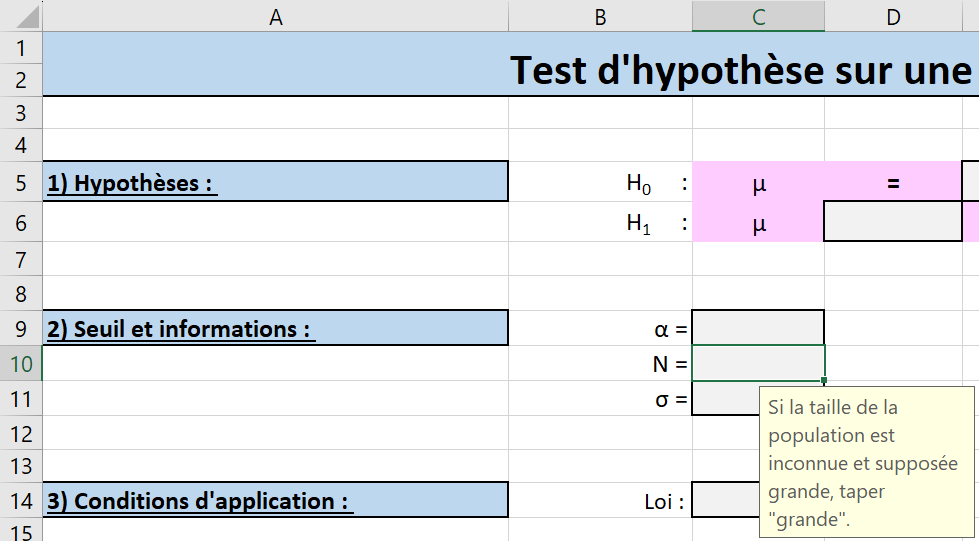 A B C D
1
2 Test d'hypothèse sur une
3
4
5 1) Hypothèses : H₀ : μ =
6 H₁ : μ
7
8
9 2) Seuil et informations : α =
10 N =
11 σ =
Si la taille de la
population est
inconnue et supposée
grande, taper
"grande".
12
13
14 3) Conditions d'application : Loi :
15